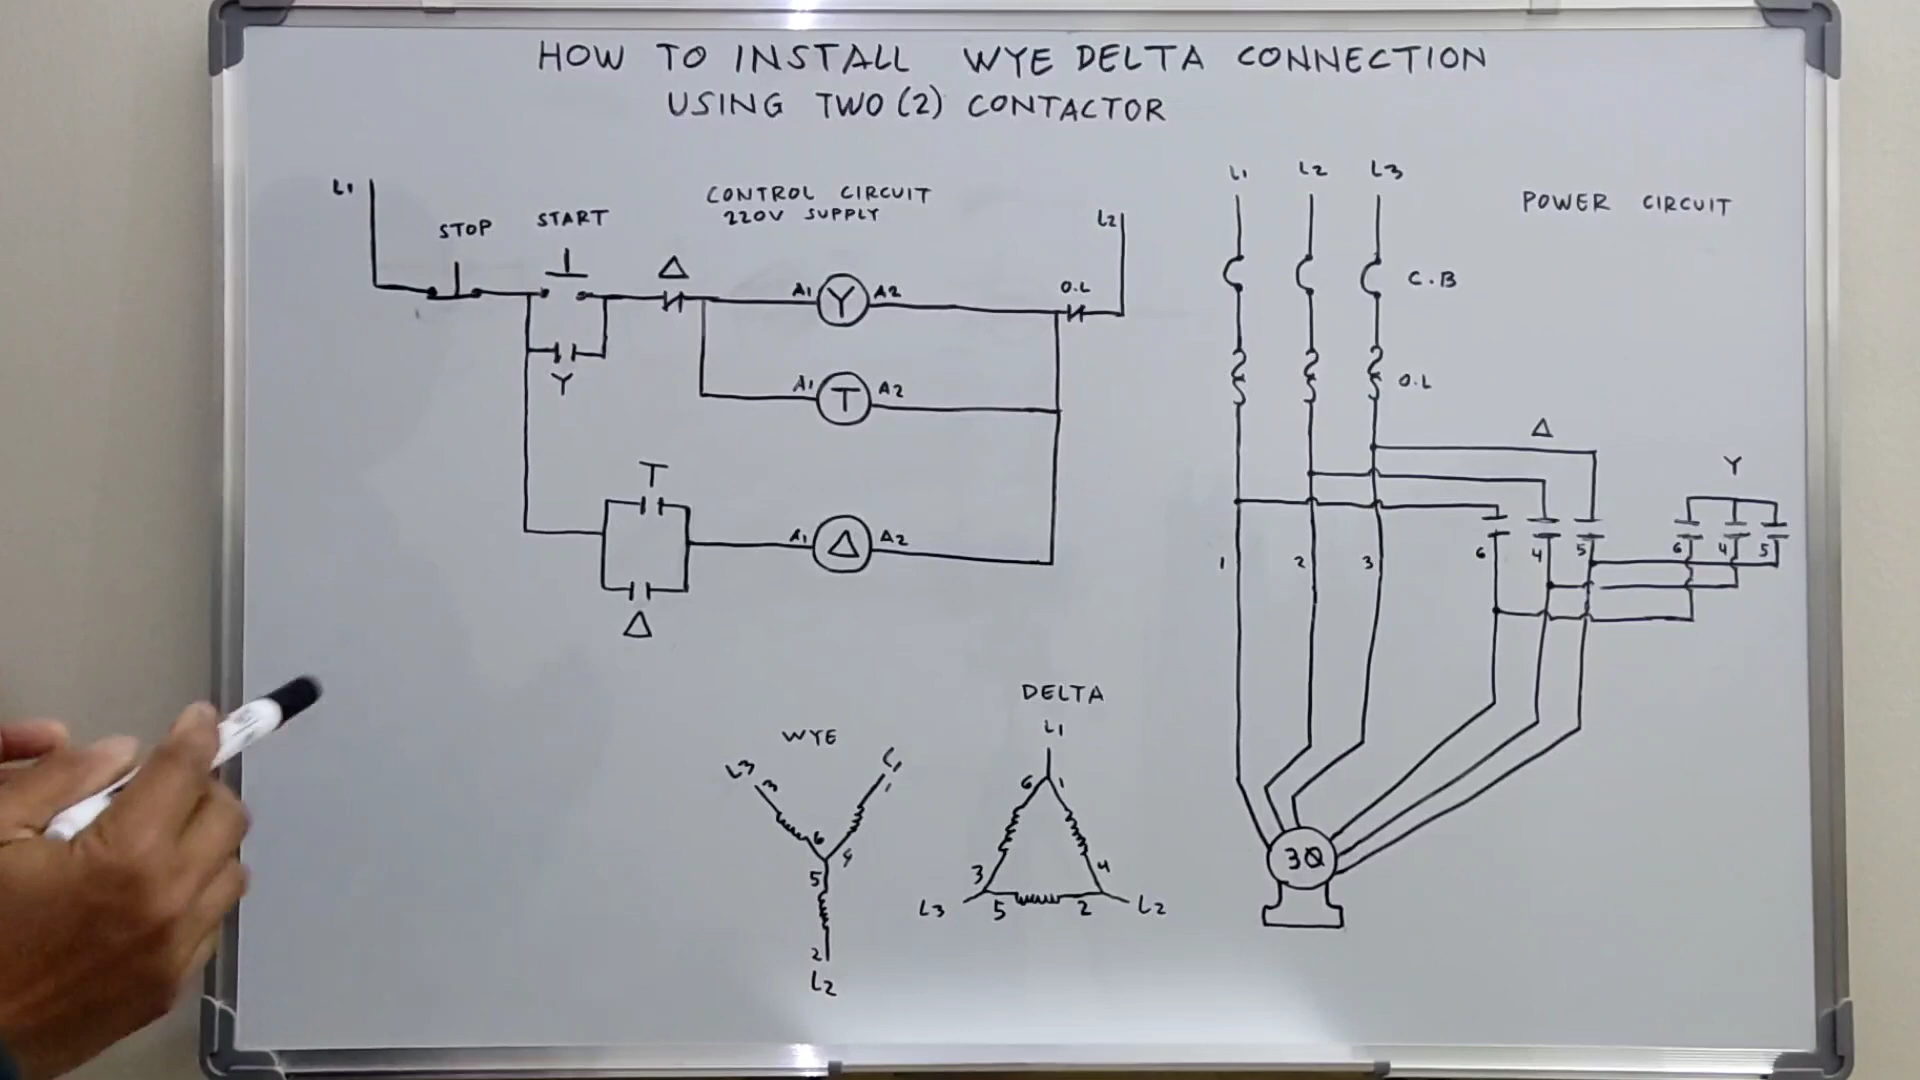 HOW TO INSTALL WYE DELTA CONNECTION
USING TWO (2) CONTACTOR
L1
STOP
START
CONTROL CIRCUIT
220V SUPPLY
L2
Δ
A1 Y A2
O.L
Y
A1 T A2
T
A1 Δ A2
Δ
L1 L2 L3
POWER CIRCUIT
C.B
O.L
Δ
Y
1 2 3
6 4 5
6 4 5
3Ø
WYE
L3 L1
3 1
6 4
5
2
L2
DELTA
L1
6 1
3 4
L3 5 2 L2